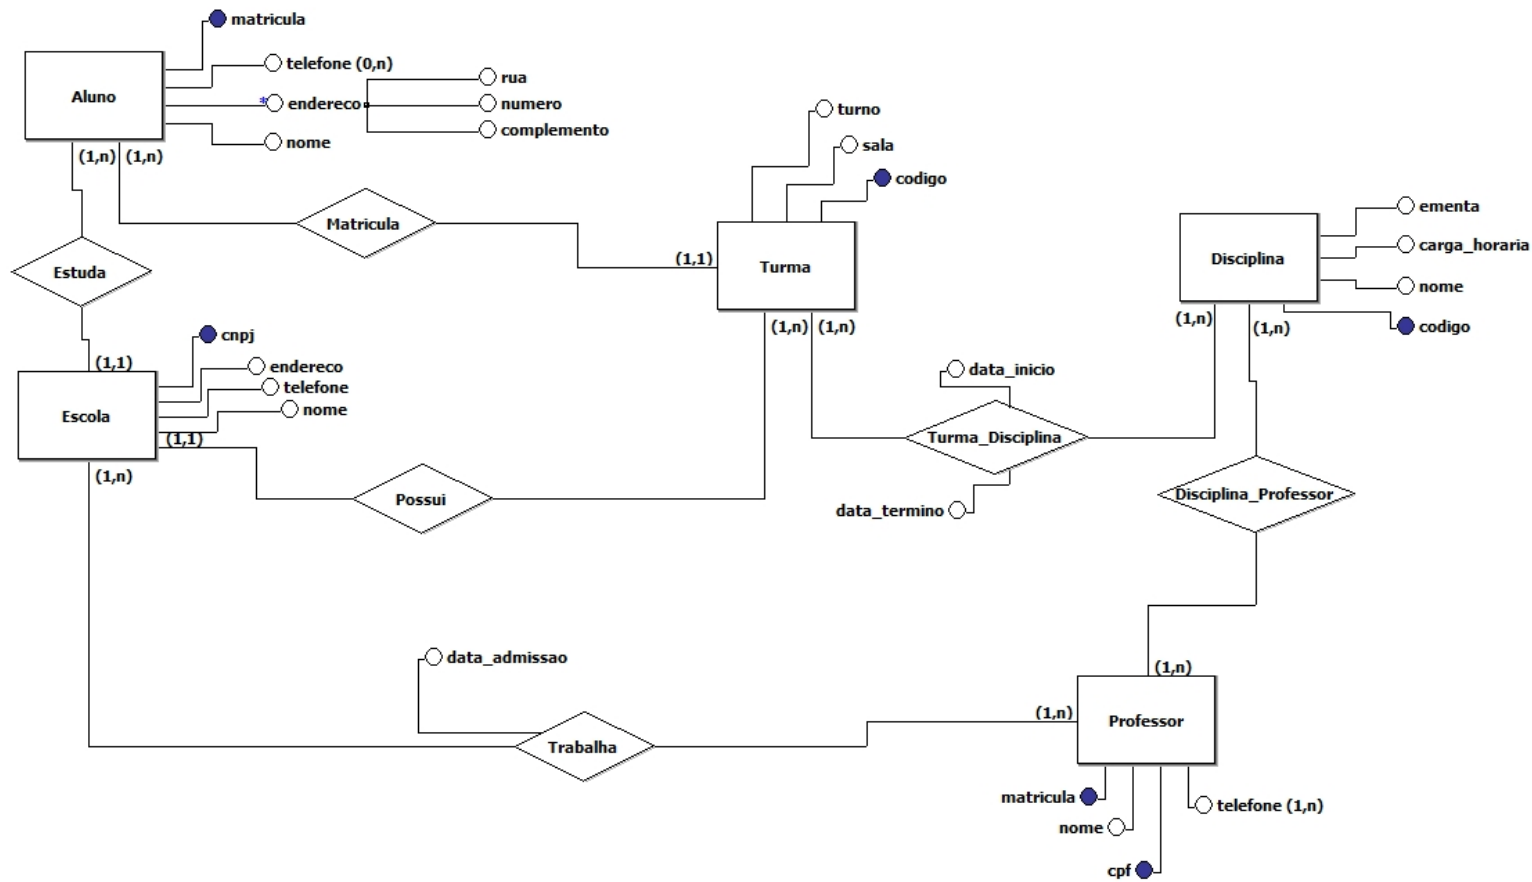 matricula
telefone (0,n)
rua
Aluno
endereco
numero
complemento
nome
(1,n) (1,n)
turno
sala
codigo
Matricula
(1,1)
Turma
ementa
carga_horaria
Disciplina
nome
codigo
Estuda
(1,n) (1,n)
(1,n)
(1,n)
cnpj
(1,1)
endereco
telefone
nome
Escola
(1,1)
(1,n)
data_inicio
Turma_Disciplina
data_termino
Possui
Disciplina_Professor
data_admissao
Trabalha
(1,n)
(1,n)
Professor
matricula
telefone (1,n)
nome
cpf